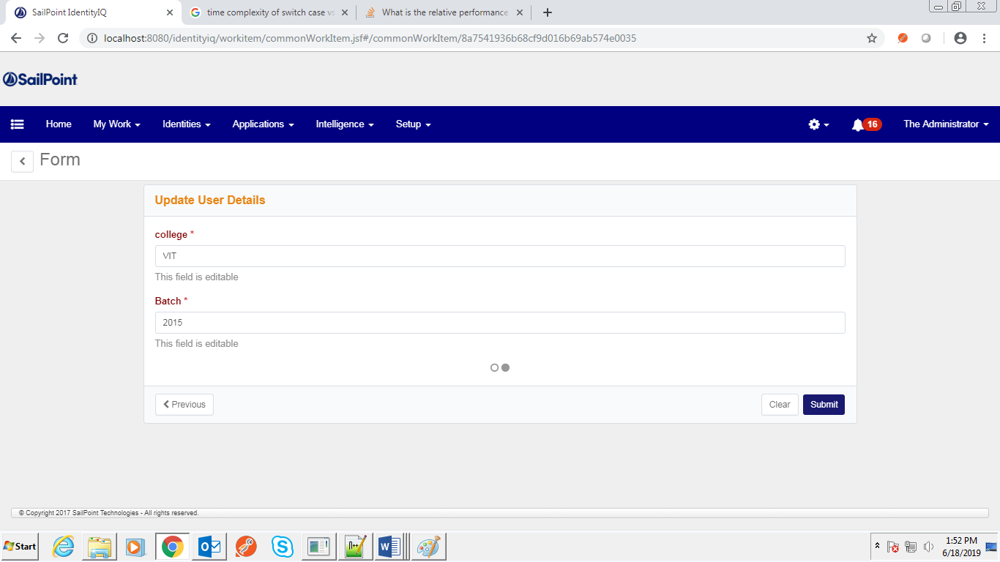 SailPoint IdentityIQ
time complexity of switch case vs
What is the relative performance
localhost:8080/identityiq/workitem/commonWorkItem.jsf#/commonWorkItem/8a7541936b68cf9d016b69ab574e0035
SailPoint
Home My Work Identities Applications Intelligence Setup 16 The Administrator
Form
Update User Details
college *
VIT
This field is editable
Batch *
2015
This field is editable
Previous Clear Submit
© Copyright 2017 SailPoint Technologies - All rights reserved.
Start
1:52 PM
6/18/2019